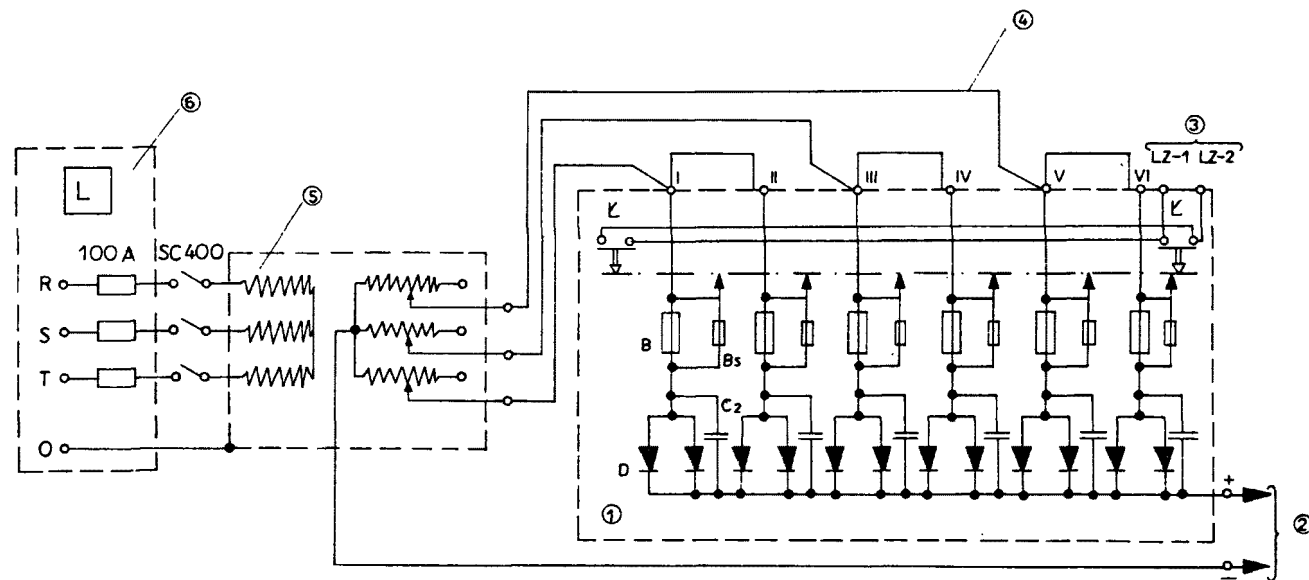 ④
⑥
③
LZ-1 LZ-2
L
⑤
I II III IV V VI
100 A SC400
R
S
T
B
Bs
C2
O
D
①
+
②
−